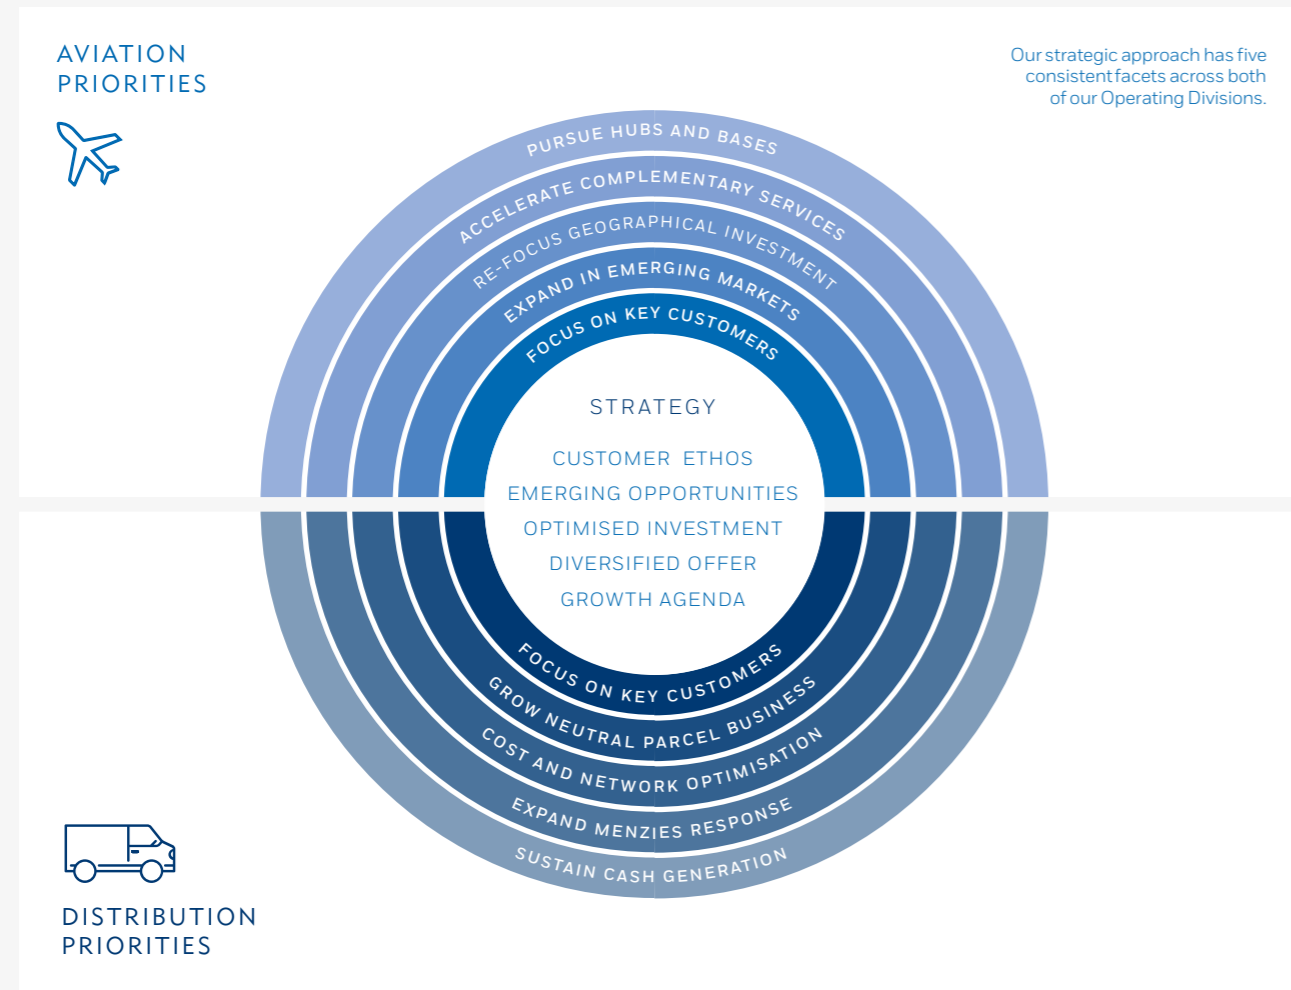 AVIATION
PRIORITIES
Our strategic approach has five
consistent facets across both
of our Operating Divisions.
PURSUE HUBS AND BASES
ACCELERATE COMPLEMENTARY SERVICES
RE-FOCUS GEOGRAPHICAL INVESTMENT
EXPAND IN EMERGING MARKETS
FOCUS ON KEY CUSTOMERS
STRATEGY
CUSTOMER ETHOS
EMERGING OPPORTUNITIES
OPTIMISED INVESTMENT
DIVERSIFIED OFFER
GROWTH AGENDA
FOCUS ON KEY CUSTOMERS
GROW NEUTRAL PARCEL BUSINESS
COST AND NETWORK OPTIMISATION
EXPAND MENZIES RESPONSE
SUSTAIN CASH GENERATION
DISTRIBUTION
PRIORITIES